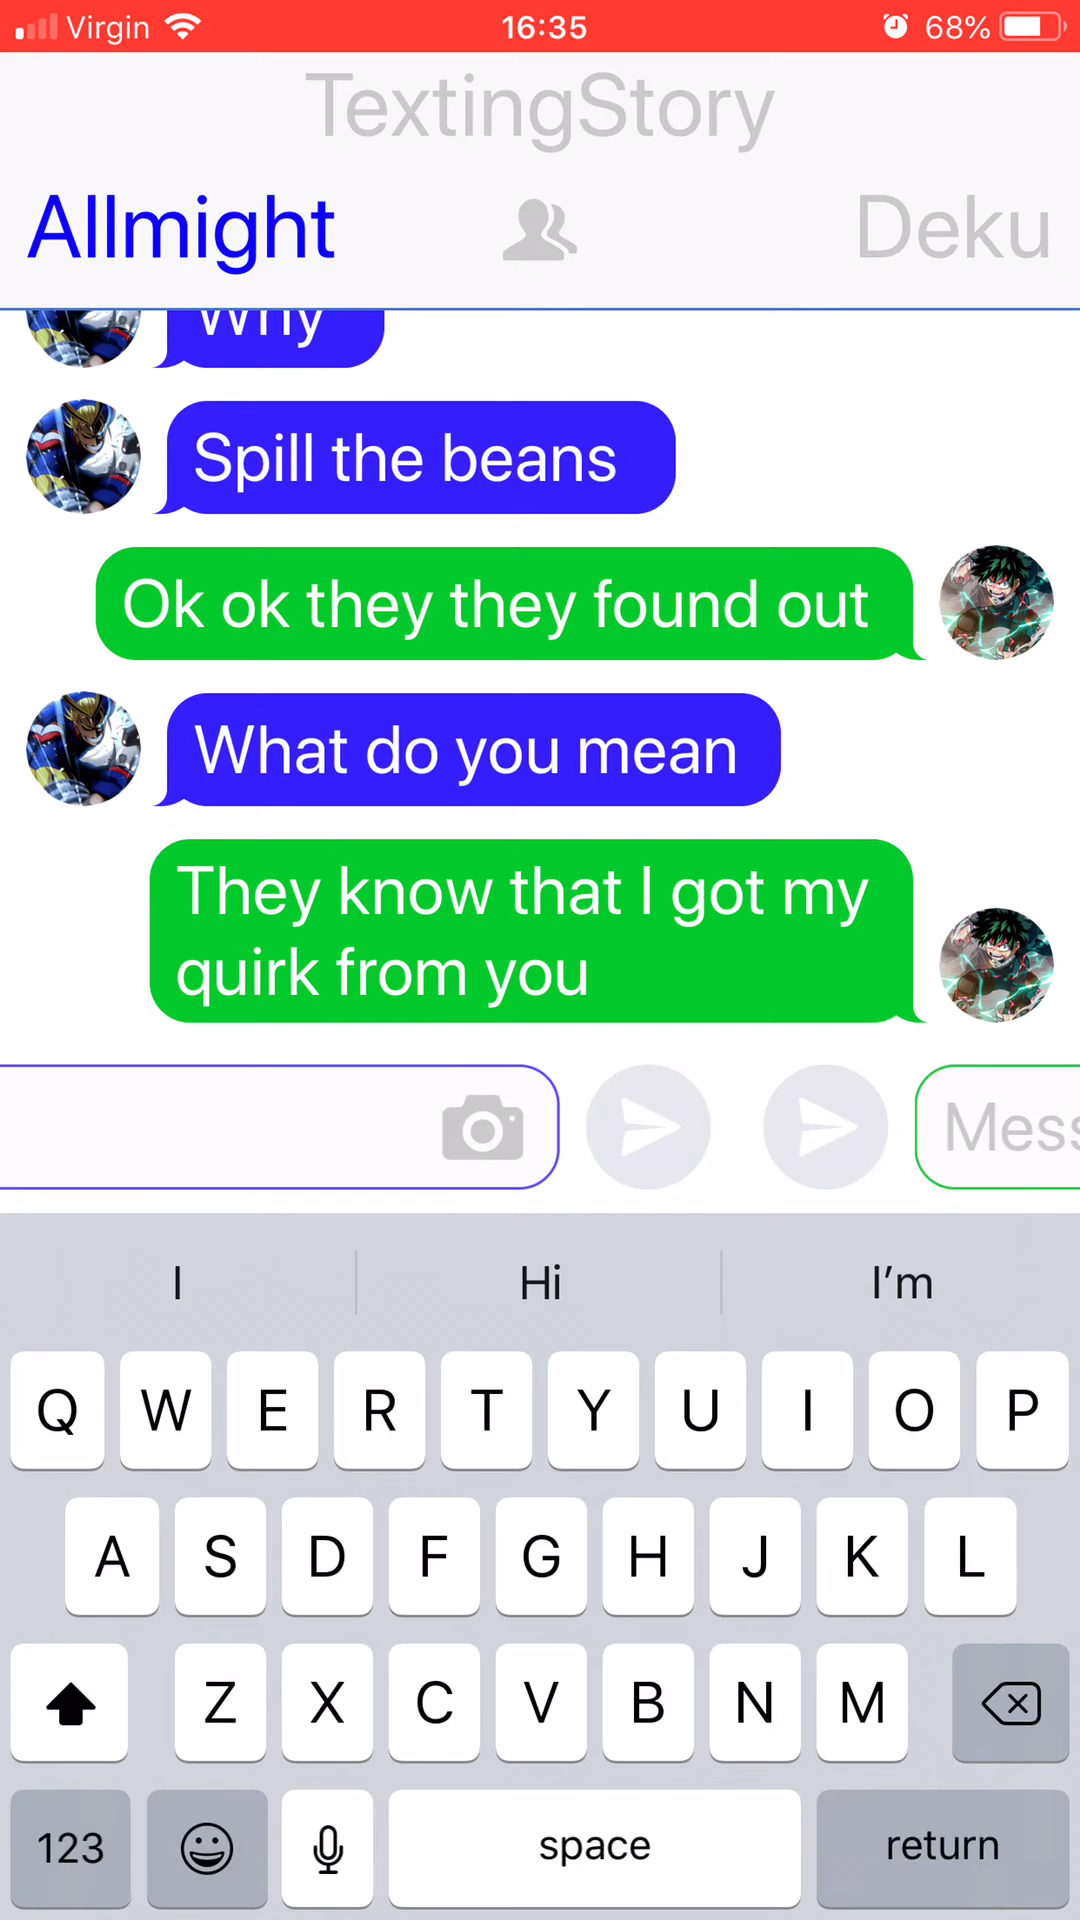 Virgin 16:35 68%
TextingStory
Allmight Deku
Why
Spill the beans
Ok ok they they found out
What do you mean
They know that I got my
quirk from you
Mess
I Hi I’m
Q W E R T Y U I O P
A S D F G H J K L
Z X C V B N M
123 space return